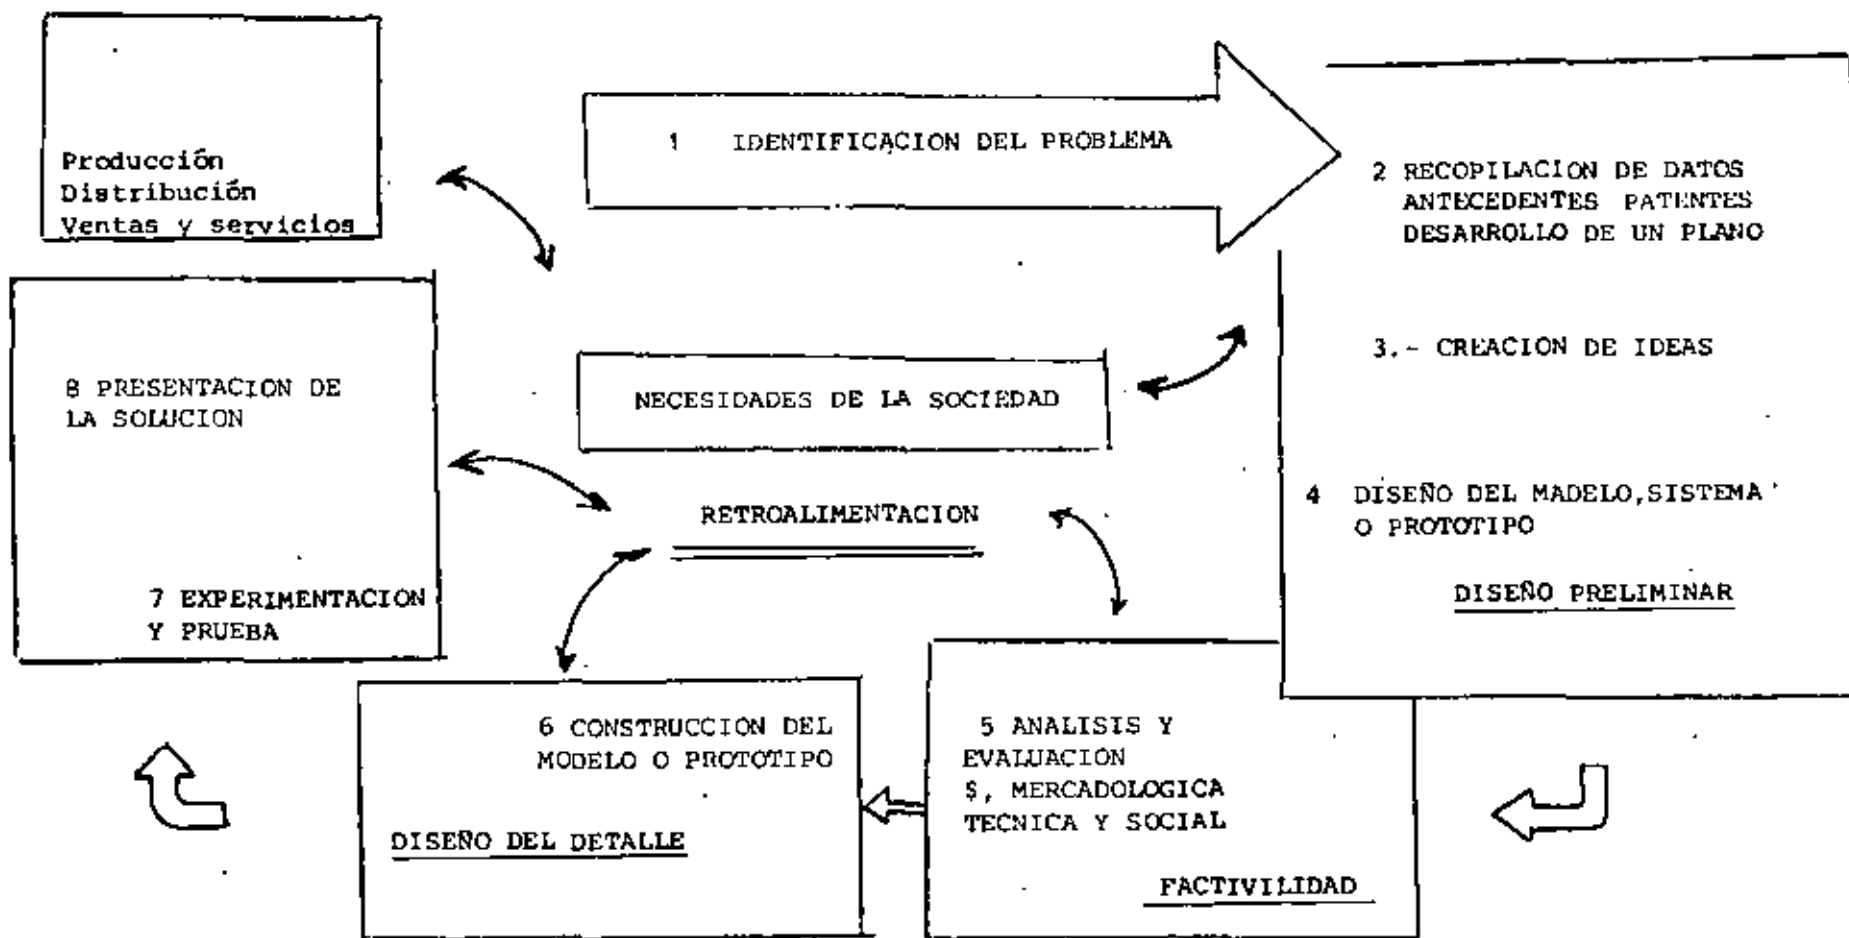 Producción
Distribución
Ventas y servicios
1 IDENTIFICACION DEL PROBLEMA
2 RECOPILACION DE DATOS
ANTECEDENTES PATENTES
DESARROLLO DE UN PLANO
3.- CREACION DE IDEAS
4 DISEÑO DEL MADELO, SISTEMA
O PROTOTIPO
DISEÑO PRELIMINAR
NECESIDADES DE LA SOCIEDAD
RETROALIMENTACION
8 PRESENTACION DE
LA SOLUCION
7 EXPERIMENTACION
Y PRUEBA
6 CONSTRUCCION DEL
MODELO O PROTOTIPO
DISEÑO DEL DETALLE
5 ANALISIS Y
EVALUACION
$, MERCADOLOGICA
TECNICA Y SOCIAL
FACTIVILIDAD